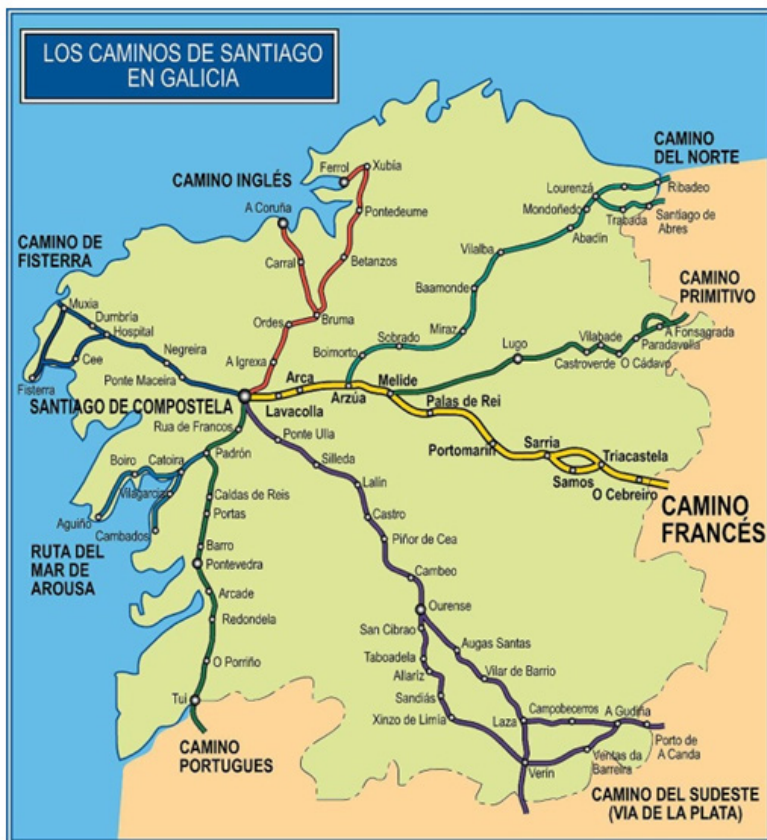 LOS CAMINOS DE SANTIAGO
EN GALICIA
CAMINO
DEL NORTE
CAMINO INGLÉS
Ferrol
Xubia
A Coruña
Pontedeume
Lourenzá
Ribadeo
Mondoñedo
Trabada
Santiago de
Abres
Abadín
CAMINO DE
FISTERRA
Carral
Betanzos
Vilalba
Baamonde
CAMINO
PRIMITIVO
Muxia
Dumbría
Hospital
Ordes
Bruma
Miraz
Sobrado
Boimorto
Lugo
Vilabade
A Fonsagrada
Paradavella
Castroverde
O Cádavo
Cee
Negreira
Ponte Maceira
A Igrexa
Fisterra
SANTIAGO DE COMPOSTELA
Arca
Lavacolla
Arzúa
Melide
Palas de Rei
Portomarín
Sarria
Samos
Triacastela
O Cebreiro
CAMINO
FRANCÉS
Rua de Francos
Ponte Ulla
Padrón
Silleda
Boiro
Catoira
Lalín
Vilagarcia
Caldas de Reis
Portas
Castro
Aguiño
Cambados
RUTA DEL
MAR DE
AROUSA
Barro
Piñor de Cea
Pontevedra
Cambeo
Arcade
Ourense
Redondela
San Cibrao
Augas Santas
Taboadela
Allariz
Vilar de Barrio
O Porriño
Sandiás
Tui
Xinzo de Limia
Laza
Campobecerros
A Gudiña
Porto de
A Canda
CAMINO
PORTUGUES
Verín
Ventas da
Barreira
CAMINO DEL SUDESTE
(VIA DE LA PLATA)